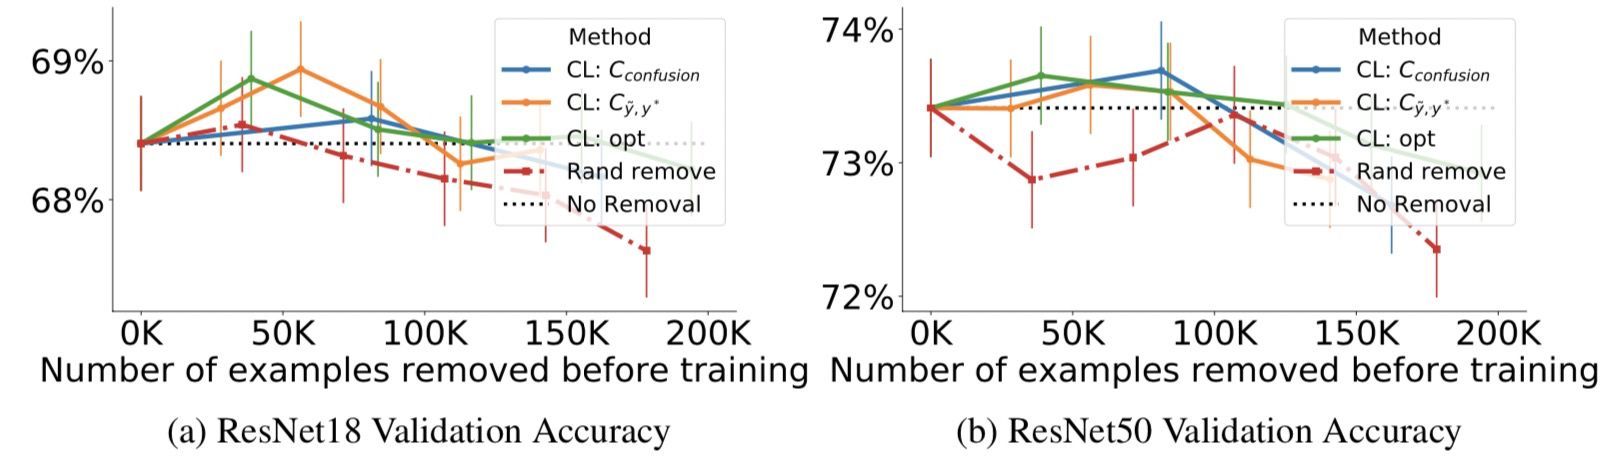 69%
68%
Method
CL: C_confusion
CL: C_ỹ,y*
CL: opt
Rand remove
No Removal
0K 50K 100K 150K 200K
Number of examples removed before training
(a) ResNet18 Validation Accuracy
74%
73%
72%
Method
CL: C_confusion
CL: C_ỹ,y*
CL: opt
Rand remove
No Removal
0K 50K 100K 150K 200K
Number of examples removed before training
(b) ResNet50 Validation Accuracy